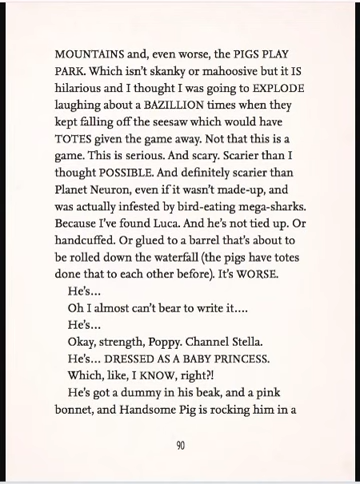 MOUNTAINS and, even worse, the PIGS PLAY
PARK. Which isn't skanky or mahoosive but it IS
hilarious and I thought I was going to EXPLODE
laughing about a BAZILLION times when they
kept falling off the seesaw which would have
TOTES given the game away. Not that this is a
game. This is serious. And scary. Scarier than I
thought POSSIBLE. And definitely scarier than
Planet Neuron, even if it wasn't made-up, and
was actually infested by bird-eating mega-sharks.
Because I've found Luca. And he's not tied up. Or
handcuffed. Or glued to a barrel that's about to
be rolled down the waterfall (the pigs have totes
done that to each other before). It's WORSE.
He's...
Oh I almost can't bear to write it....
He's...
Okay, strength, Poppy. Channel Stella.
He's... DRESSED AS A BABY PRINCESS.
Which, like, I KNOW, right?!
He's got a dummy in his beak, and a pink
bonnet, and Handsome Pig is rocking him in a
90